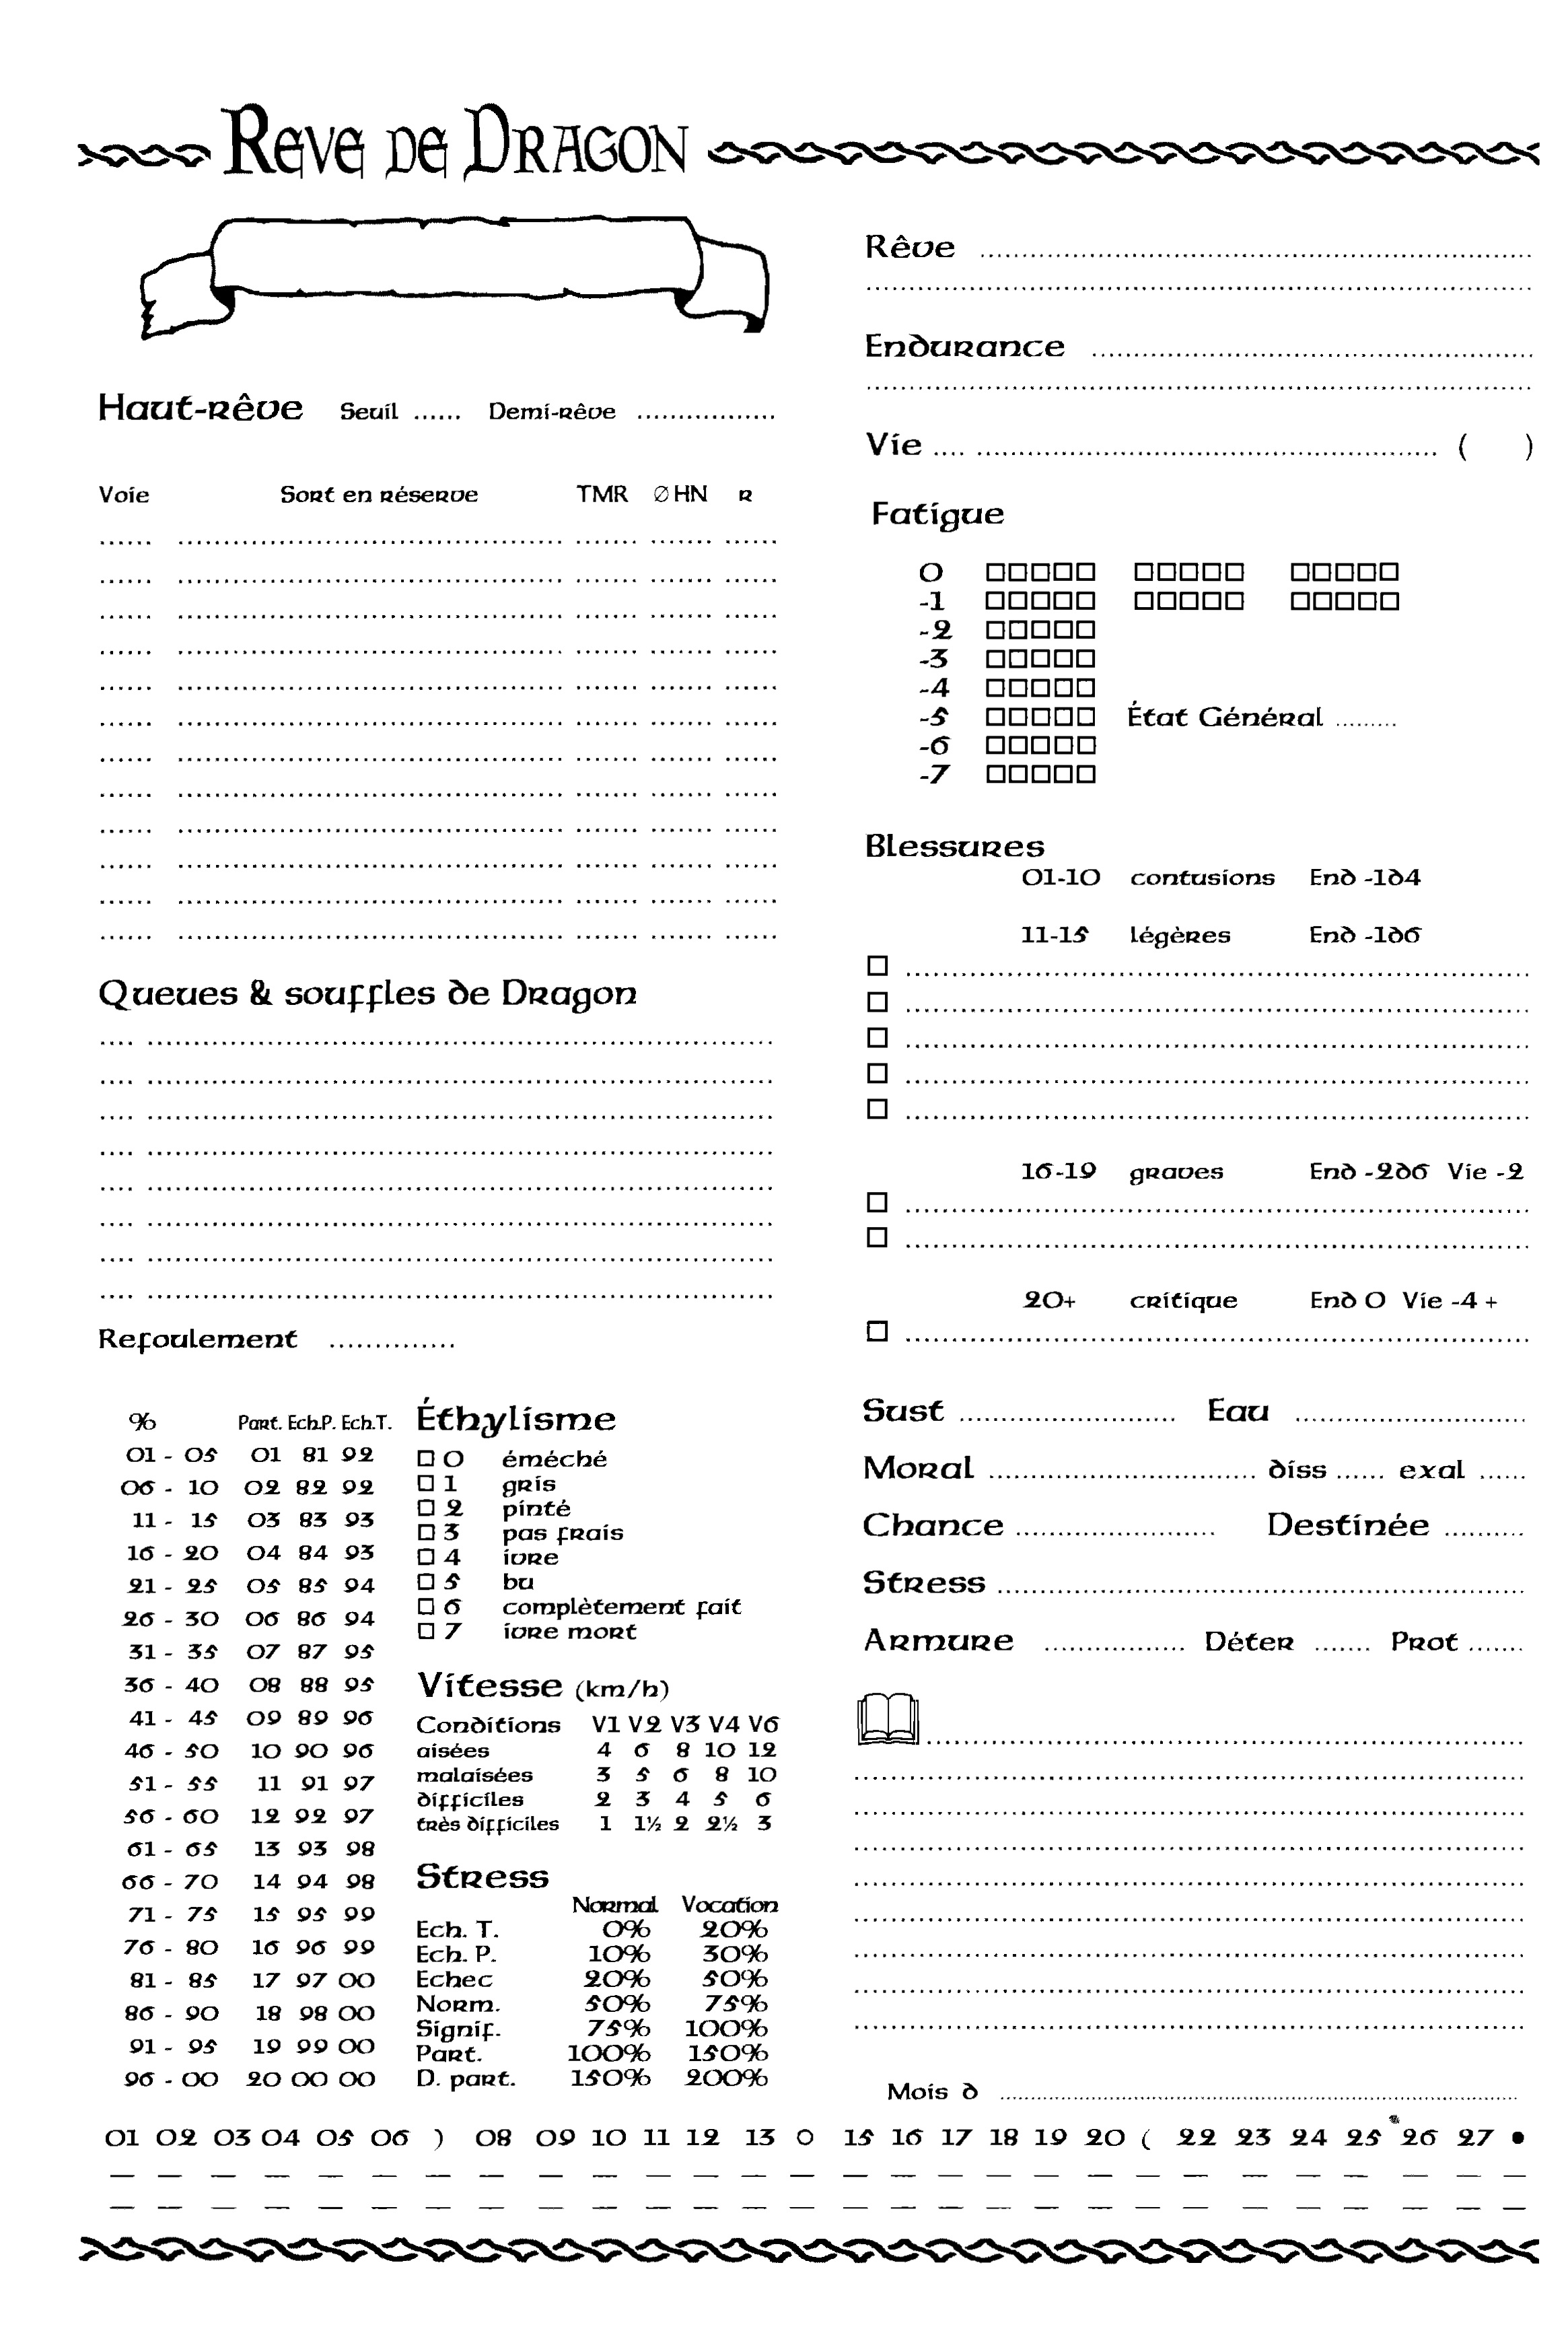 Reve de Dragon
Haut-rêve Seuil ...... Demi-rêve ..................
Voie Sort en réserve TMR ∅ HN R
Queues & souffles de Dragon
Refoulement ..............
% Part. Ech.P. Ech.T.
01 - 05 01 81 92
06 - 10 02 82 92
11 - 15 03 83 93
16 - 20 04 84 93
21 - 25 05 85 94
26 - 30 06 86 94
31 - 35 07 87 95
36 - 40 08 88 95
41 - 45 09 89 96
46 - 50 10 90 96
51 - 55 11 91 97
56 - 60 12 92 97
61 - 65 13 93 98
66 - 70 14 94 98
71 - 75 15 95 99
76 - 80 16 96 99
81 - 85 17 97 00
86 - 90 18 98 00
91 - 95 19 99 00
96 - 00 20 00 00
Éthylisme
□ 0 éméché
□ 1 gris
□ 2 pinté
□ 3 pas frais
□ 4 ivre
□ 5 bu
□ 6 complètement fait
□ 7 ivre mort
Vitesse (km/h)
Conditions V1 V2 V3 V4 V6
aisées 4 6 8 10 12
malaisées 3 5 6 8 10
difficiles 2 3 4 5 6
très difficiles 1 1½ 2 2½ 3
Stress
Normal Vocation
Ech. T. 0% 20%
Ech. P. 10% 30%
Echec 20% 50%
Norm. 50% 75%
Signif. 75% 100%
Part. 100% 150%
D. part. 150% 200%
Rêve ..................
Endurance ..................
Vie .... .................. ( )
Fatigue
0 □□□□□ □□□□□ □□□□□
-1 □□□□□ □□□□□ □□□□□
-2 □□□□□
-3 □□□□□
-4 □□□□□
-5 □□□□□ État Général .........
-6 □□□□□
-7 □□□□□
Blessures
01-10 contusions End -1d4
11-15 légères End -1d6
16-19 graves End -2d6 Vie -2
20+ critique End 0 Vie -4 +
Sust .................. Eau ..................
Moral .................. diss ...... exal ......
Chance .................. Destinée ..........
Stress ..................
Armure .................. Déter ....... Prot .......
Mois d ..................
01 02 03 04 05 06 ) 08 09 10 11 12 13 O 15 16 17 18 19 20 ( 22 23 24 25 26 27 ●